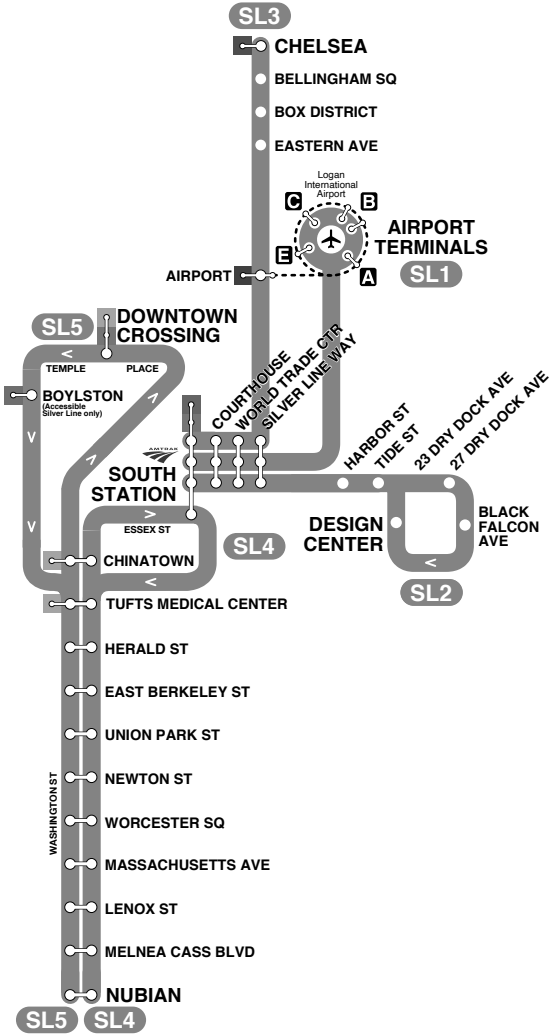 SL3
CHELSEA
BELLINGHAM SQ
BOX DISTRICT
EASTERN AVE
Logan
International
Airport
C
B
E
A
AIRPORT
TERMINALS
SL1
AIRPORT
SL5
DOWNTOWN
CROSSING
TEMPLE
PLACE
BOYLSTON
(Accessible
Silver Line only)
COURTHOUSE
WORLD TRADE CTR
SILVER LINE WAY
AMTRAK
SOUTH
STATION
HARBOR ST
TIDE ST
23 DRY DOCK AVE
27 DRY DOCK AVE
ESSEX ST
DESIGN
CENTER
BLACK
FALCON
AVE
SL4
SL2
CHINATOWN
TUFTS MEDICAL CENTER
HERALD ST
EAST BERKELEY ST
UNION PARK ST
NEWTON ST
WASHINGTON ST
WORCESTER SQ
MASSACHUSETTS AVE
LENOX ST
MELNEA CASS BLVD
NUBIAN
SL5
SL4